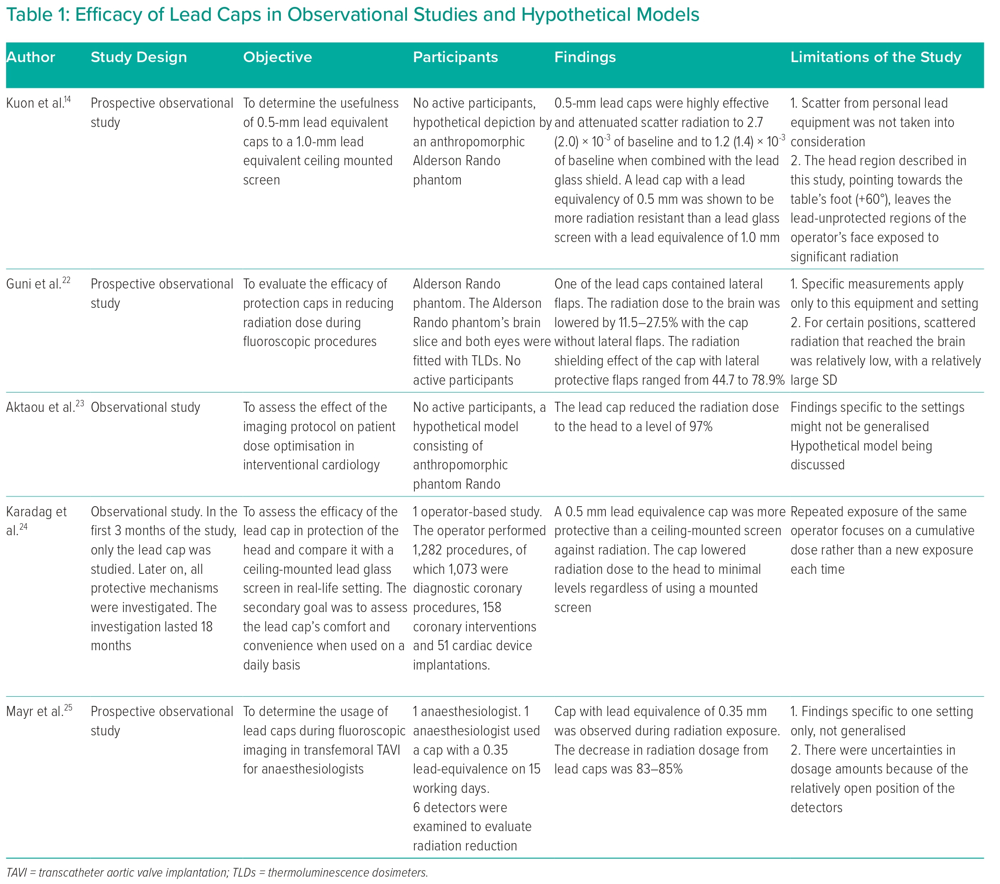 Table 1: Efficacy of Lead Caps in Observational Studies and Hypothetical Models
Author
Study Design
Objective
Participants
Findings
Limitations of the Study
Kuon et al.14
Prospective observational
study
To determine the usefulness
of 0.5-mm lead equivalent
caps to a 1.0-mm lead
equivalent ceiling mounted
screen
No active participants,
hypothetical depiction by
an anthropomorphic
Alderson Rando
phantom
0.5-mm lead caps were highly effective
and attenuated scatter radiation to 2.7
(2.0) × 10-3 of baseline and to 1.2 (1.4) × 10-3
of baseline when combined with the lead
glass shield. A lead cap with a lead
equivalency of 0.5 mm was shown to be
more radiation resistant than a lead glass
screen with a lead equivalence of 1.0 mm
1. Scatter from personal lead
equipment was not taken into
consideration
2. The head region described in
this study, pointing towards the
table’s foot (+60°), leaves the
lead-unprotected regions of the
operator’s face exposed to
significant radiation
Guni et al.22
Prospective observational
study
To evaluate the efficacy of
protection caps in reducing
radiation dose during
fluoroscopic procedures
Alderson Rando
phantom. The Alderson
Rando phantom’s brain
slice and both eyes were
fitted with TLDs. No
active participants
One of the lead caps contained lateral
flaps. The radiation dose to the brain was
lowered by 11.5–27.5% with the cap
without lateral flaps. The radiation
shielding effect of the cap with lateral
protective flaps ranged from 44.7 to 78.9%
1. Specific measurements apply
only to this equipment and setting
2. For certain positions, scattered
radiation that reached the brain
was relatively low, with a relatively
large SD
Aktaou et al.23
Observational study
To assess the effect of the
imaging protocol on patient
dose optimisation in
interventional cardiology
No active participants, a
hypothetical model
consisting of
anthropomorphic
phantom Rando
The lead cap reduced the radiation dose
to the head to a level of 97%
Findings specific to the settings
might not be generalised
Hypothetical model being
discussed
Karadag et
al.24
Observational study. In the
first 3 months of the study,
only the lead cap was
studied. Later on, all
protective mechanisms
were investigated. The
investigation lasted 18
months
To assess the efficacy of the
lead cap in protection of the
head and compare it with a
ceiling-mounted lead glass
screen in real-life setting. The
secondary goal was to assess
the lead cap’s comfort and
convenience when used on a
daily basis
1 operator-based study.
The operator performed
1,282 procedures, of
which 1,073 were
diagnostic coronary
procedures, 158
coronary interventions
and 51 cardiac device
implantations.
A 0.5 mm lead equivalence cap was more
protective than a ceiling-mounted screen
against radiation. The cap lowered
radiation dose to the head to minimal
levels regardless of using a mounted
screen
Repeated exposure of the same
operator focuses on a cumulative
dose rather than a new exposure
each time
Mayr et al.25
Prospective observational
study
To determine the usage of
lead caps during fluoroscopic
imaging in transfemoral TAVI
for anaesthesiologists
1 anaesthesiologist. 1
anaesthesiologist used
a cap with a 0.35
lead-equivalence on 15
working days.
6 detectors were
examined to evaluate
radiation reduction
Cap with lead equivalence of 0.35 mm
was observed during radiation exposure.
The decrease in radiation dosage from
lead caps was 83–85%
1. Findings specific to one setting
only, not generalised
2. There were uncertainties in
dosage amounts because of the
relatively open position of the
detectors
TAVI = transcatheter aortic valve implantation; TLDs = thermoluminescence dosimeters.